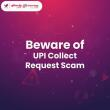 Beware of
UPI Collect
Request Scam